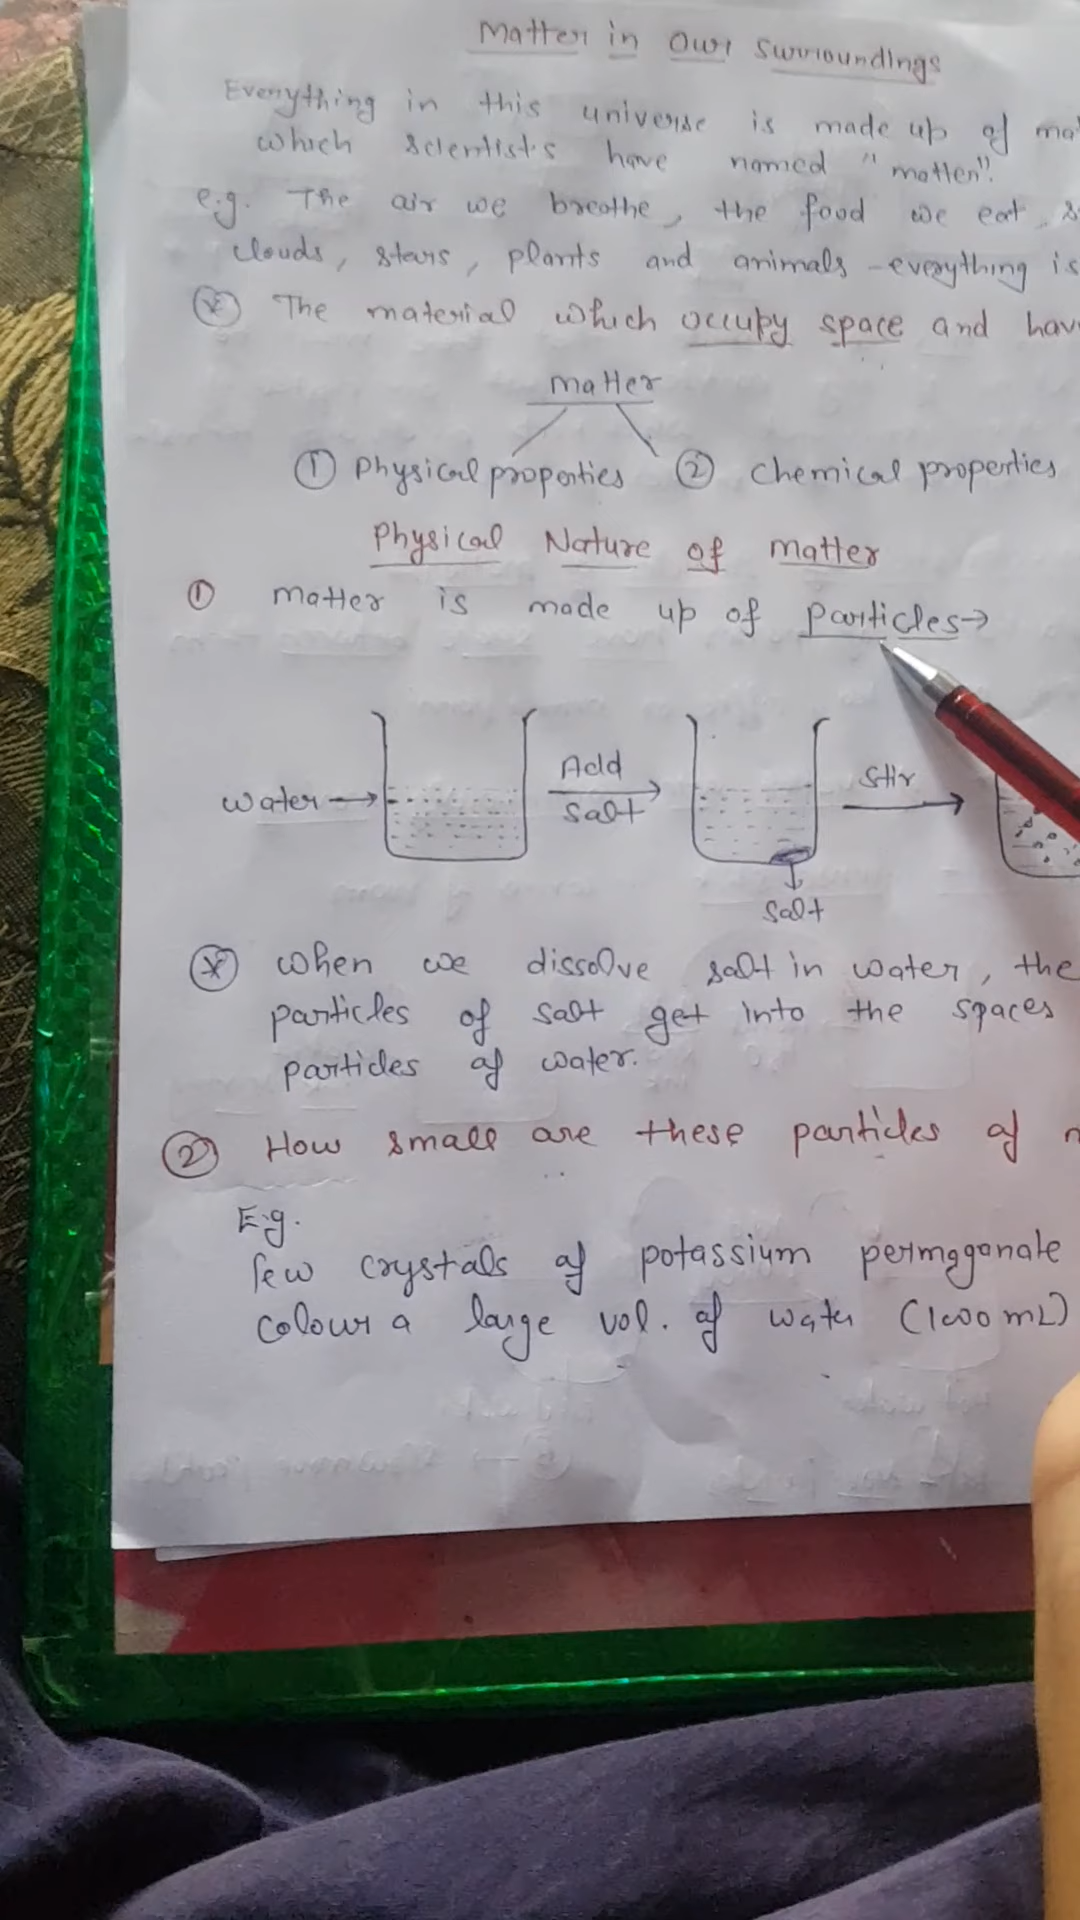 Matter in Our Surroundings
Everything in this universe is made up of
which scientists have named "matter".
e.g. The air we breathe, the food we eat,
clouds, stars, plants and animals - everything is
The material which occupy space and have
Matter
① Physical properties ② Chemical properties
Physical Nature of matter
① matter is made up of particles→
Water→
Add
Salt
Stir
Salt
When we dissolve salt in water, the
particles of salt get into the spaces
particles of water.
② How small are these particles of
E.g.
few crystals of potassium permaganate
colour a large vol. of water (1000 mL)